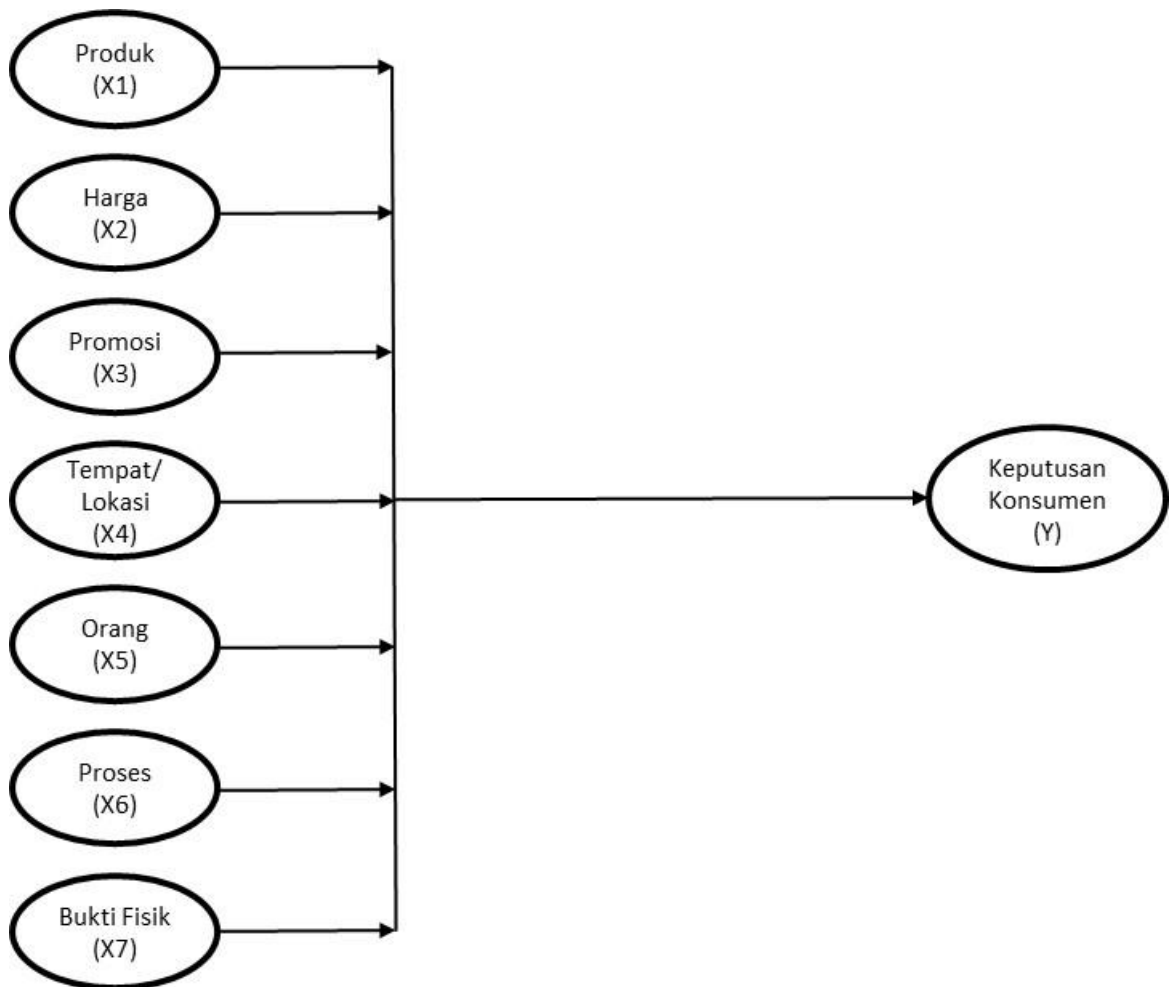 Produk
(X1)
Harga
(X2)
Promosi
(X3)
Tempat/
Lokasi
(X4)
Keputusan
Konsumen
(Y)
Orang
(X5)
Proses
(X6)
Bukti Fisik
(X7)